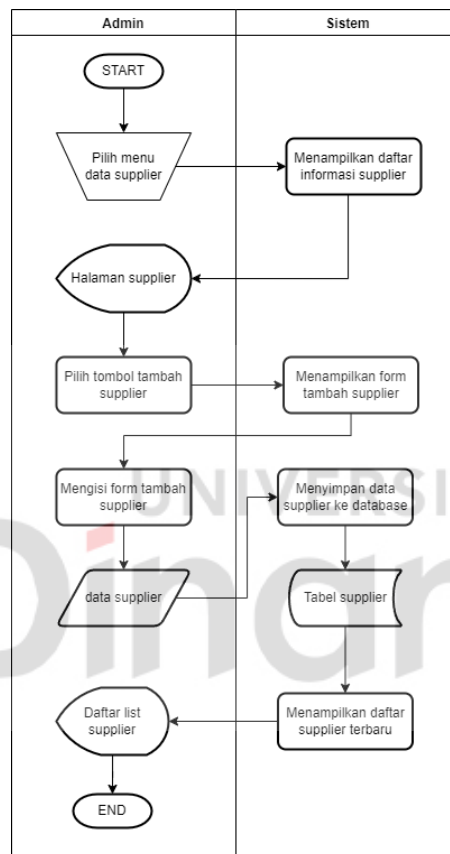 Admin
Sistem
START
Pilih menu
data supplier
Menampilkan daftar
informasi supplier
Halaman supplier
Pilih tombol tambah
supplier
Menampilkan form
tambah supplier
Mengisi form tambah
supplier
Menyimpan data
supplier ke database
UNIVERSI
Dinar
data supplier
Tabel supplier
Daftar list
supplier
Menampilkan daftar
supplier terbaru
END